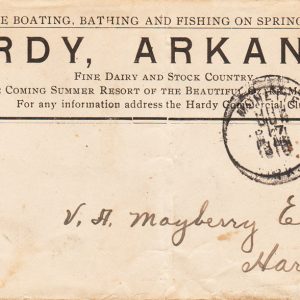 E BOATING, BATHING AND FISHING ON SPRING
RDY, ARKAN
FINE DAIRY AND STOCK COUNTRY
COMING SUMMER RESORT OF THE BEAUTIFUL
For any information address the Hardy Commercial Cl
V. A. Mayberry E
Har